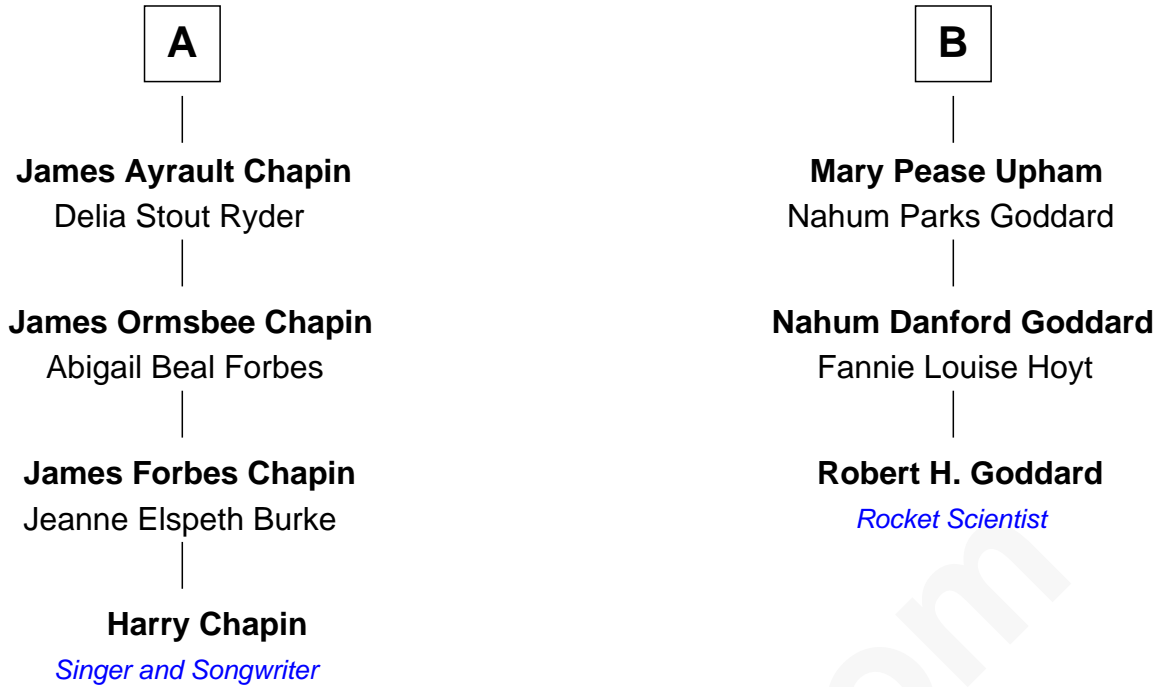 A
James Ayrault Chapin
Delia Stout Ryder
James Ormsbee Chapin
Abigail Beal Forbes
James Forbes Chapin
Jeanne Elspeth Burke
Harry Chapin
Singer and Songwriter
B
Mary Pease Upham
Nahum Parks Goddard
Nahum Danford Goddard
Fannie Louise Hoyt
Robert H. Goddard
Rocket Scientist
om